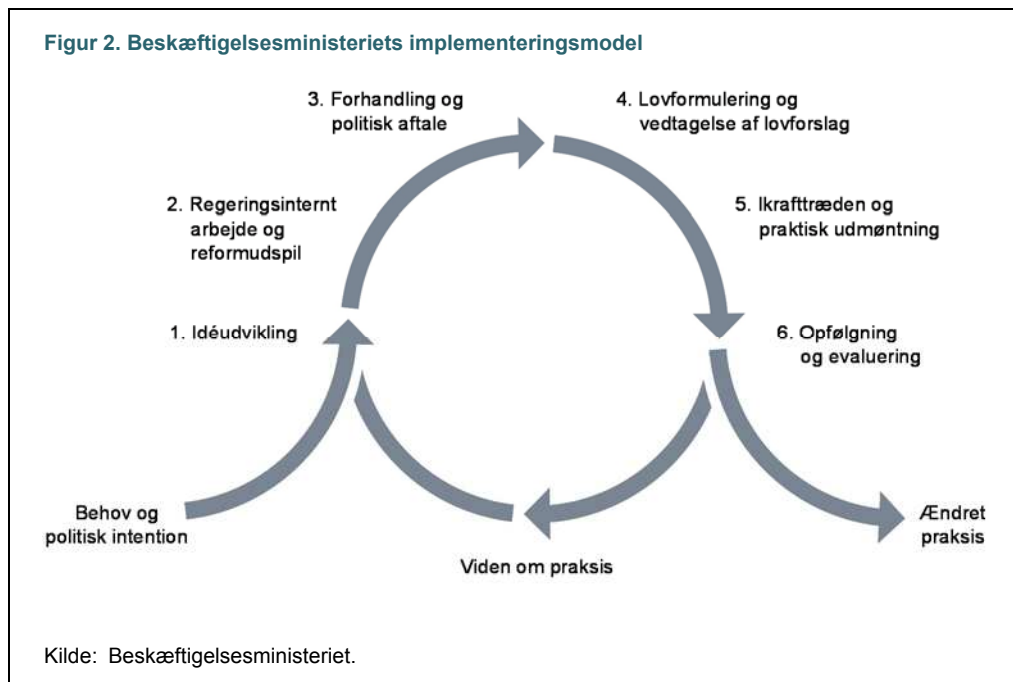 Figur 2. Beskæftigelsesministeriets implementeringsmodel
3. Forhandling og
politisk aftale
4. Lovformulering og
vedtagelse af lovforslag
2. Regeringsinternt
arbejde og
reformudspil
5. Ikrafttræden og
praktisk udmøntning
1. Idéudvikling
6. Opfølgning
og evaluering
Behov og
politisk intention
Viden om praksis
Ændret
praksis
Kilde: Beskæftigelsesministeriet.